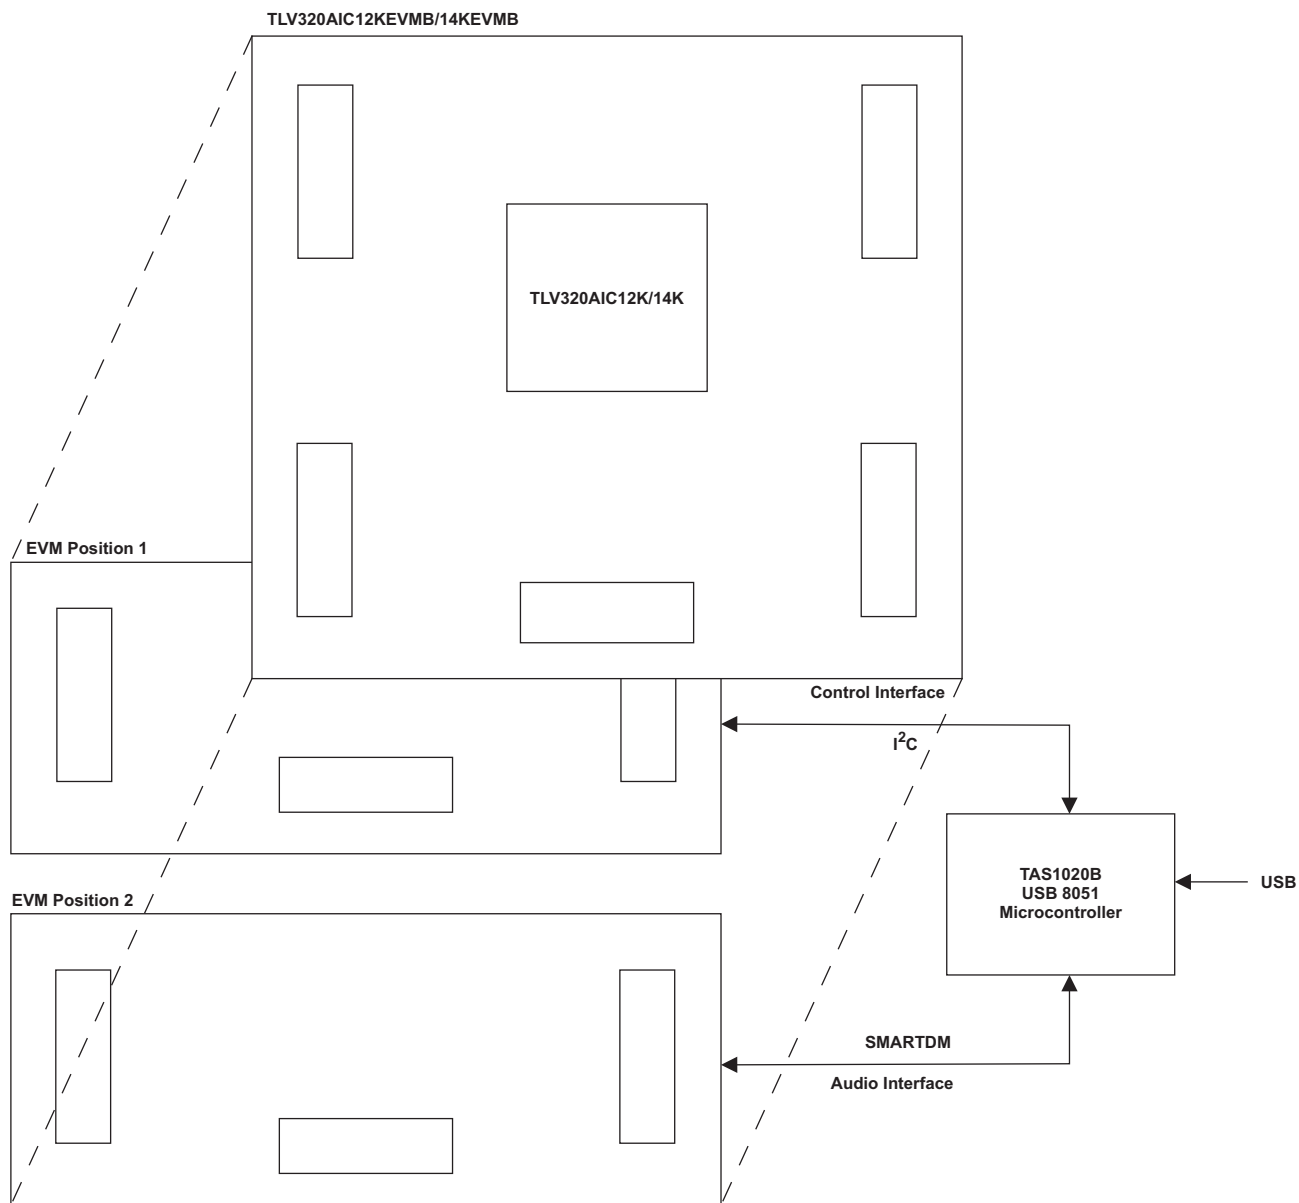 TLV320AIC12KEVMB/14KEVMB
TLV320AIC12K/14K
EVM Position 1
Control Interface
I²C
TAS1020B
USB 8051
Microcontroller
USB
EVM Position 2
SMARTDM
Audio Interface